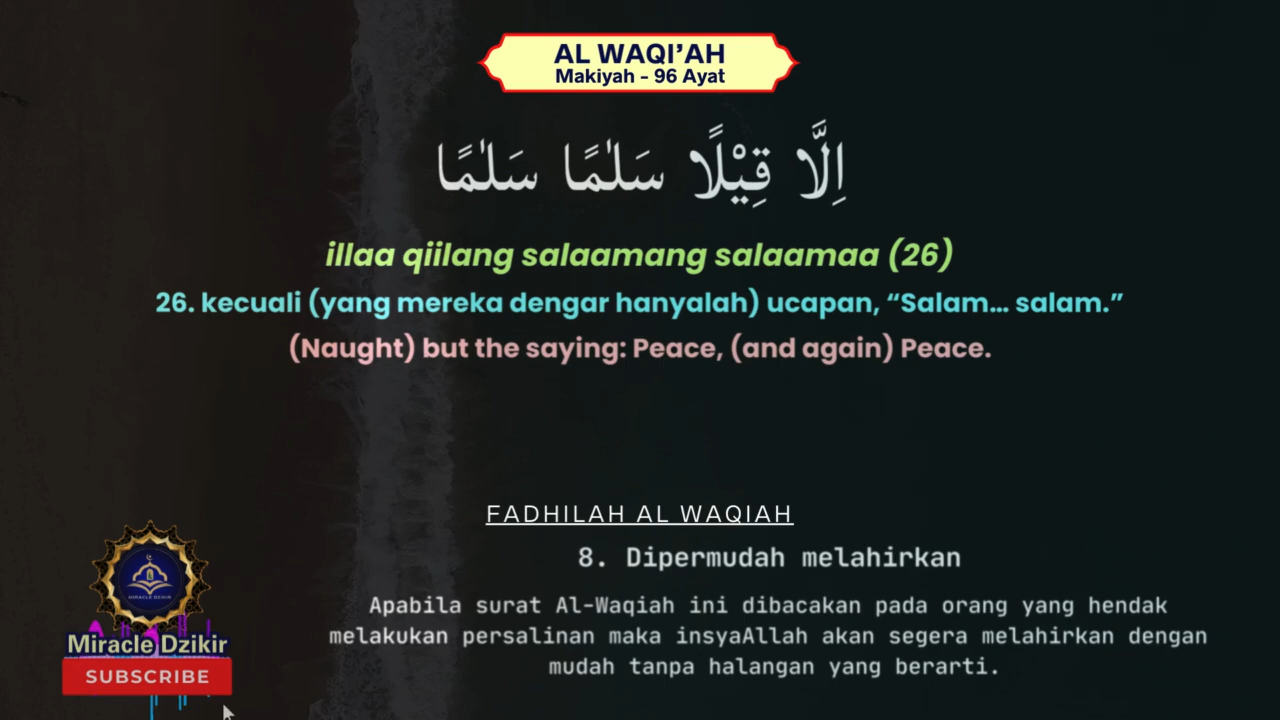 AL WAQI’AH
Makiyah - 96 Ayat
اِلَّا قِيْلًا سَلٰمًا سَلٰمًا
illaa qiilang salaamang salaamaa (26)
26. kecuali (yang mereka dengar hanyalah) ucapan, “Salam... salam.”
(Naught) but the saying: Peace, (and again) Peace.
FADHILAH AL WAQIAH
8. Dipermudah melahirkan
Apabila surat Al-Waqiah ini dibacakan pada orang yang hendak
melakukan persalinan maka insyaAllah akan segera melahirkan dengan
mudah tanpa halangan yang berarti.
MIRACLE DZIKIR
Miracle Dzikir
SUBSCRIBE